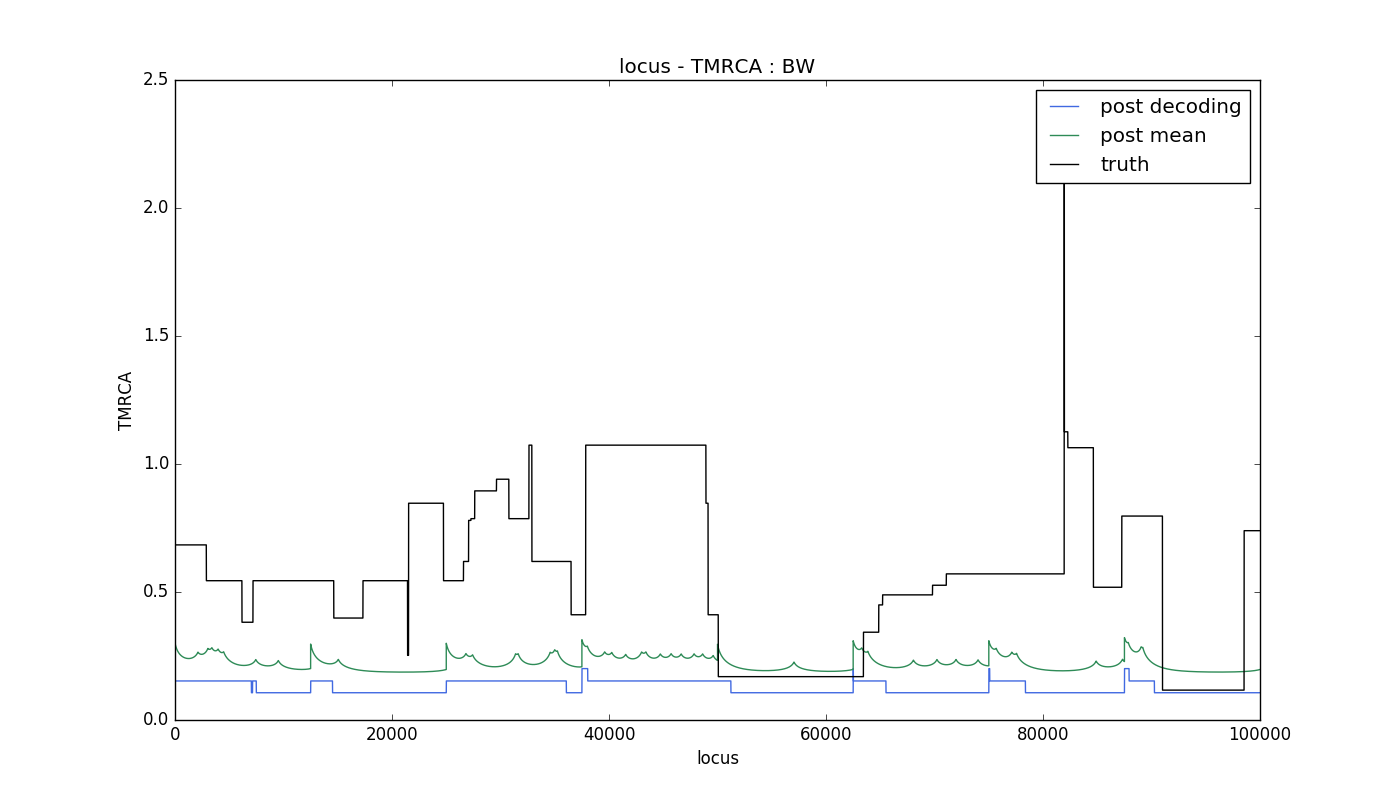 locus - TMRCA : BW
2.5
2.0
1.5
1.0
0.5
0.0
TMRCA
post decoding
post mean
truth
0 20000 40000 60000 80000 100000
locus